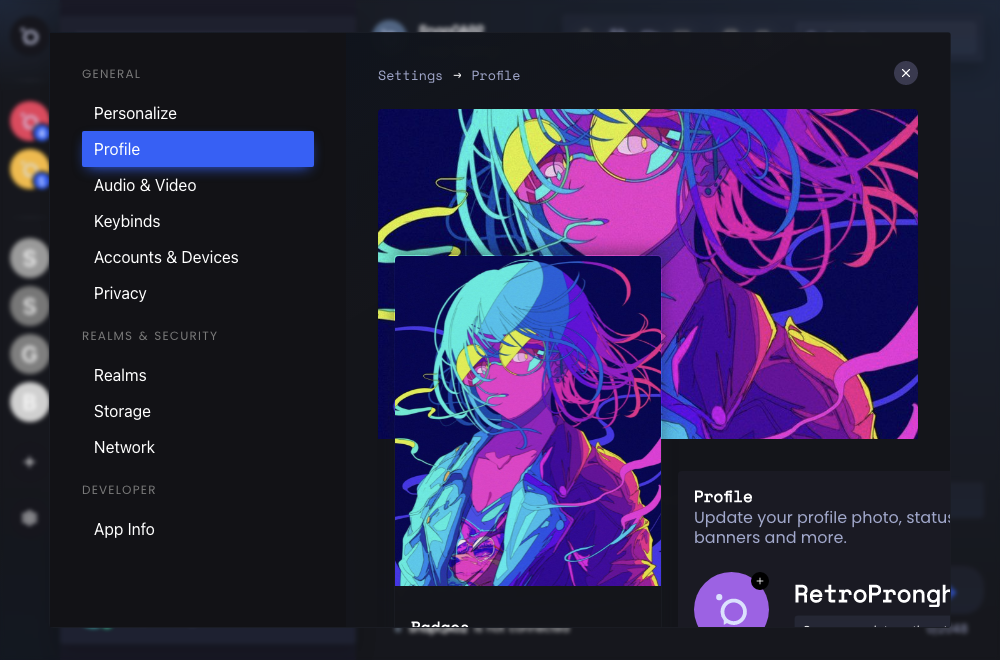 GENERAL
Personalize
Profile
Audio & Video
Keybinds
Accounts & Devices
Privacy
REALMS & SECURITY
Realms
Storage
Network
DEVELOPER
App Info
Settings → Profile
Profile
Update your profile photo, status
banners and more.
RetroProngh
Badges
S
S
G